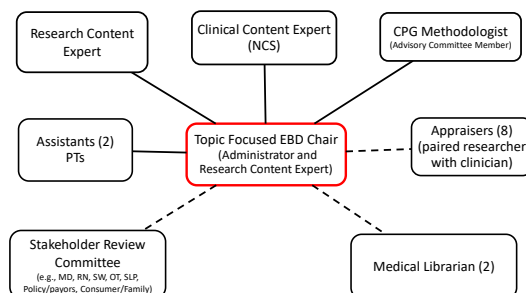 Research Content
Expert
Clinical Content Expert
(NCS)
CPG Methodologist
(Advisory Committee Member)
Assistants (2)
PTs
Topic Focused EBD Chair
(Administrator and
Research Content Expert)
Appraisers (8)
(paired researcher
with clinician)
Stakeholder Review
Committee
(e.g., MD, RN, SW, OT, SLP,
Policy/payors, Consumer/Family)
Medical Librarian (2)